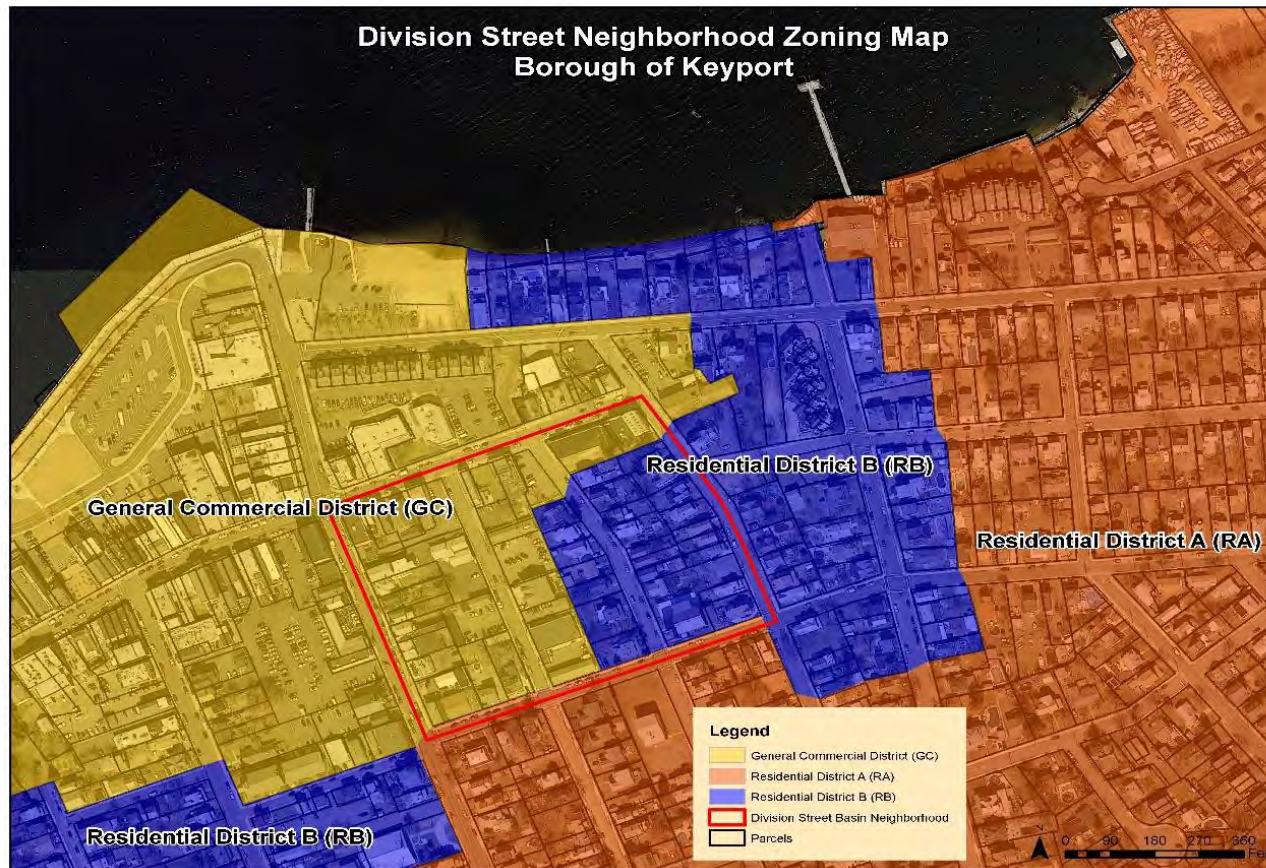 Division Street Neighborhood Zoning Map
Borough of Keyport
Residential District B (RB)
General Commercial District (GC)
Residential District A (RA)
Residential District B (RB)
Legend
General Commercial District (GC)
Residential District A (RA)
Residential District B (RB)
Division Street Basin Neighborhood
Parcels
N
0 90 180 270 360
Fe